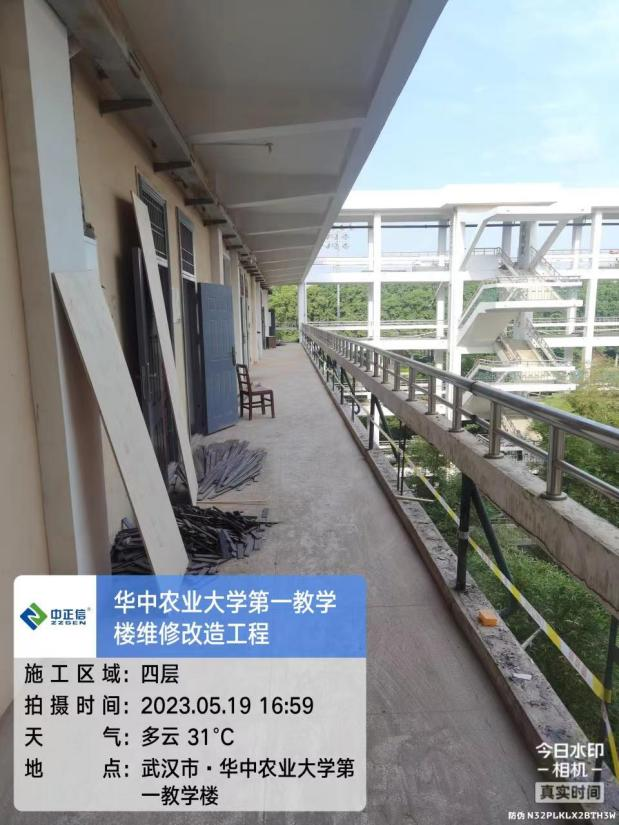 中正信®
ZZSEN
华中农业大学第一教学
楼维修改造工程
施工区域：四层
拍摄时间：2023.05.19 16:59
天气：多云 31℃
地点：武汉市·华中农业大学第
一教学楼
今日水印
相机
真实时间
防伪 N32PLKLX2BTH3W